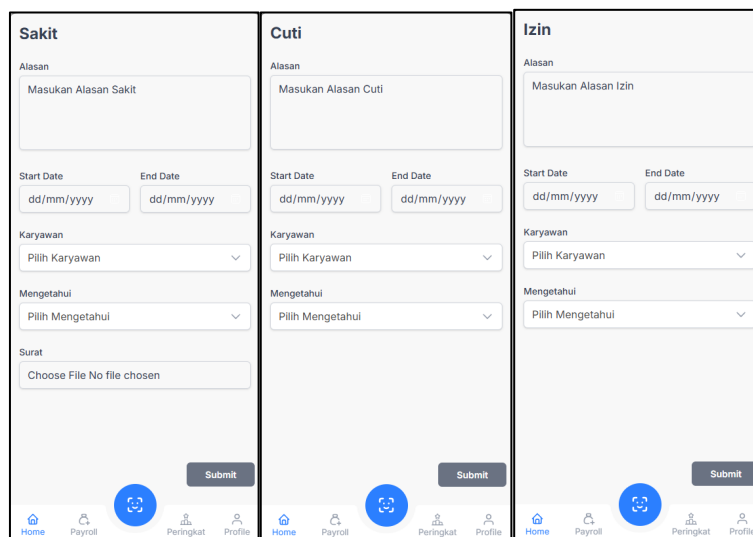 Sakit
Alasan
Masukan Alasan Sakit
Start Date End Date
dd/mm/yyyy dd/mm/yyyy
Karyawan
Pilih Karyawan
Mengetahui
Pilih Mengetahui
Surat
Choose File No file chosen
Submit
Home Payroll Peringkat Profile
Cuti
Alasan
Masukan Alasan Cuti
Start Date End Date
dd/mm/yyyy dd/mm/yyyy
Karyawan
Pilih Karyawan
Mengetahui
Pilih Mengetahui
Submit
Home Payroll Peringkat Profile
Izin
Alasan
Masukan Alasan Izin
Start Date End Date
dd/mm/yyyy dd/mm/yyyy
Karyawan
Pilih Karyawan
Mengetahui
Pilih Mengetahui
Submit
Home Payroll Peringkat Profile